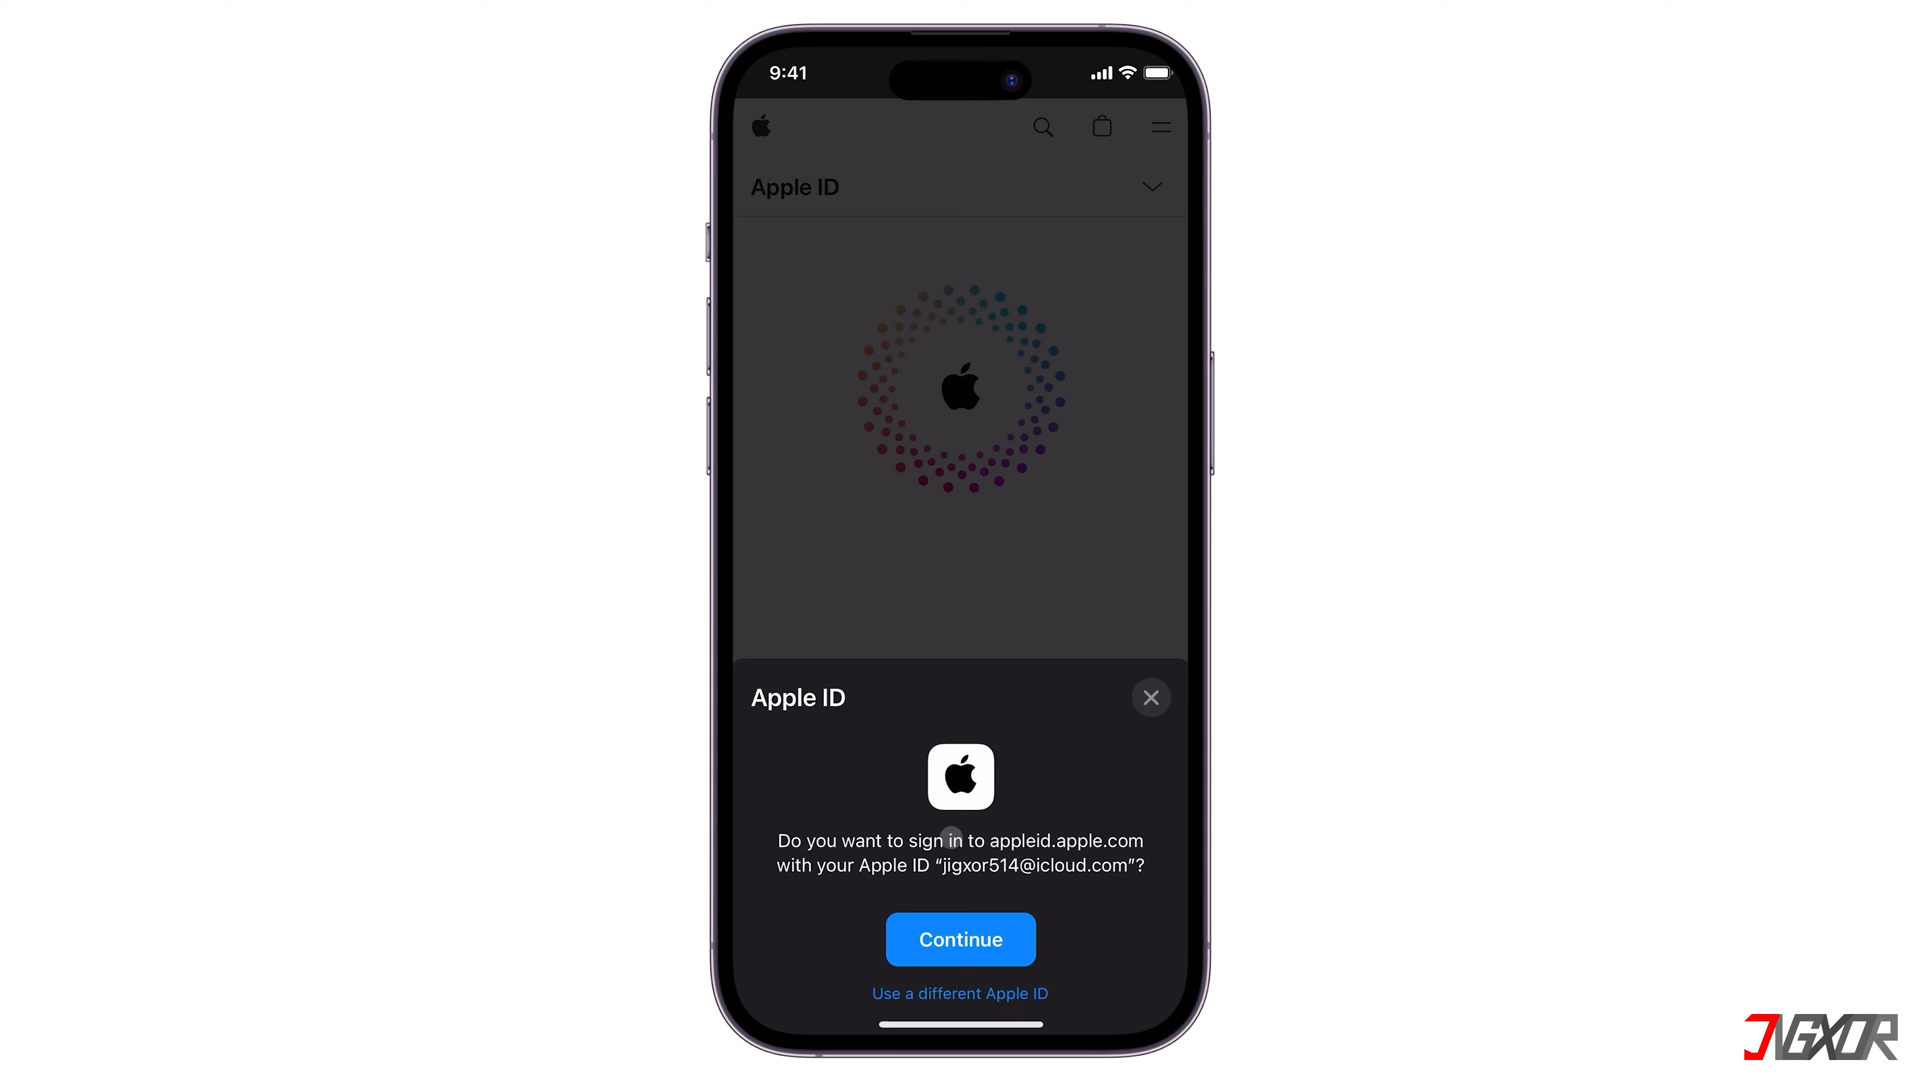 9:41
Apple ID
Apple ID
Do you want to sign in to appleid.apple.com
with your Apple ID “jigxor514@icloud.com”?
Continue
Use a different Apple ID
JIGXOR